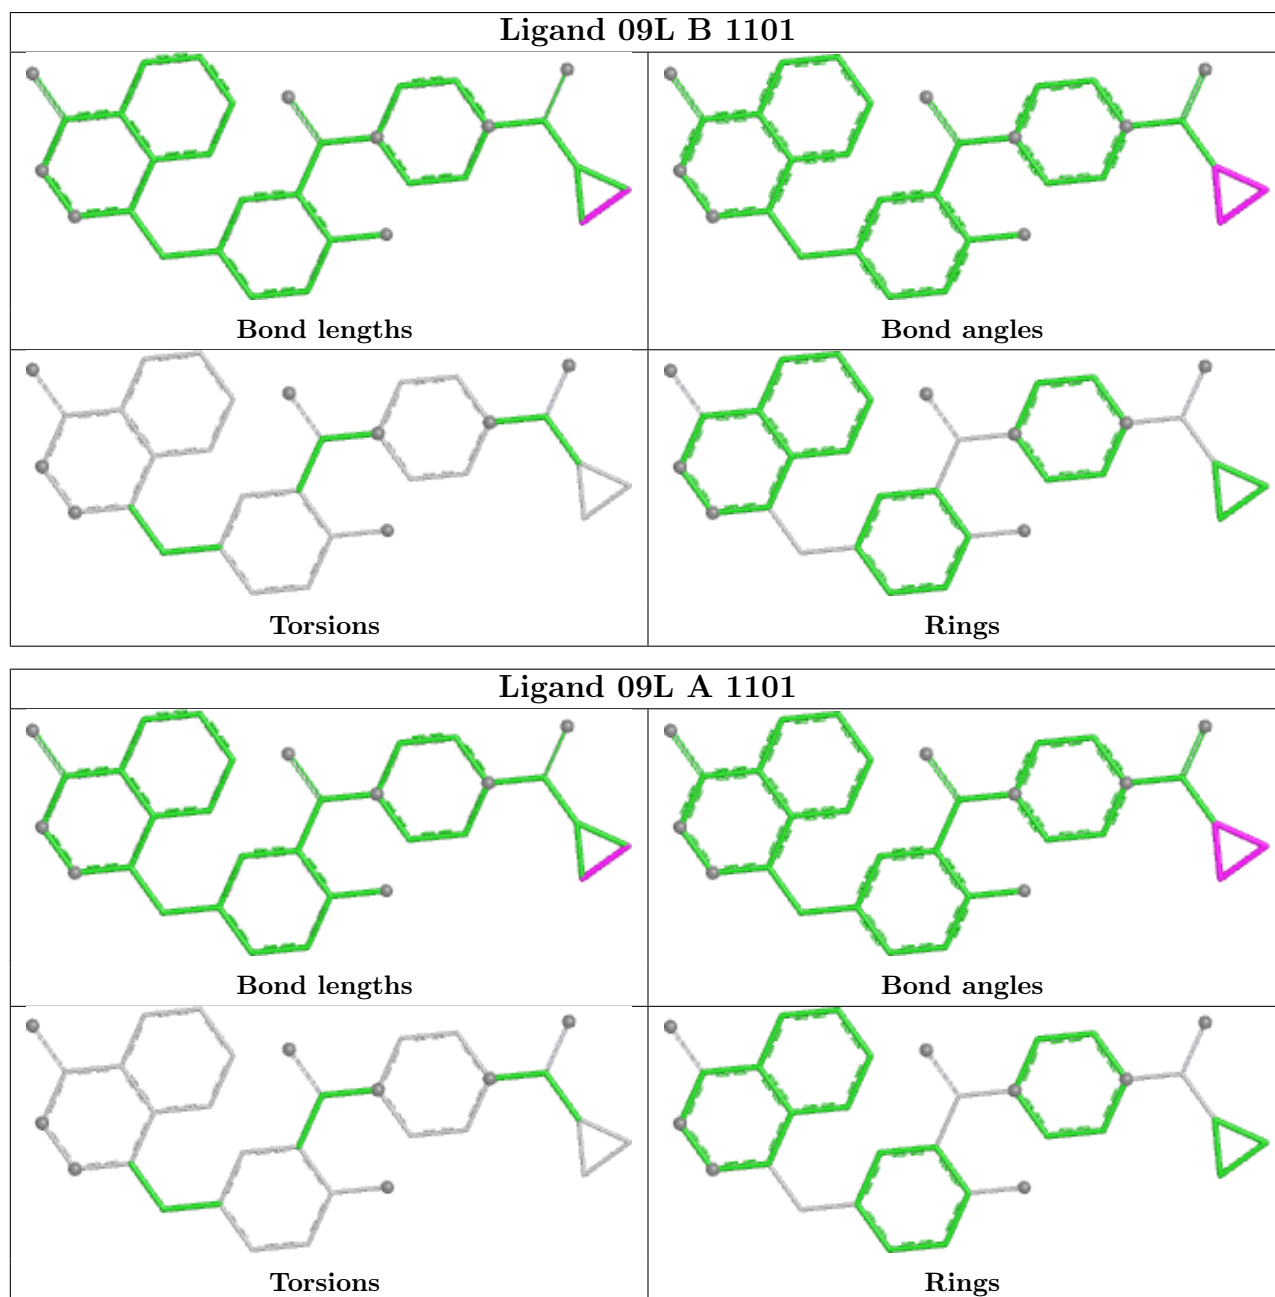 Ligand 09L B 1101
Bond lengths
Bond angles
Torsions
Rings
Ligand 09L A 1101
Bond lengths
Bond angles
Torsions
Rings